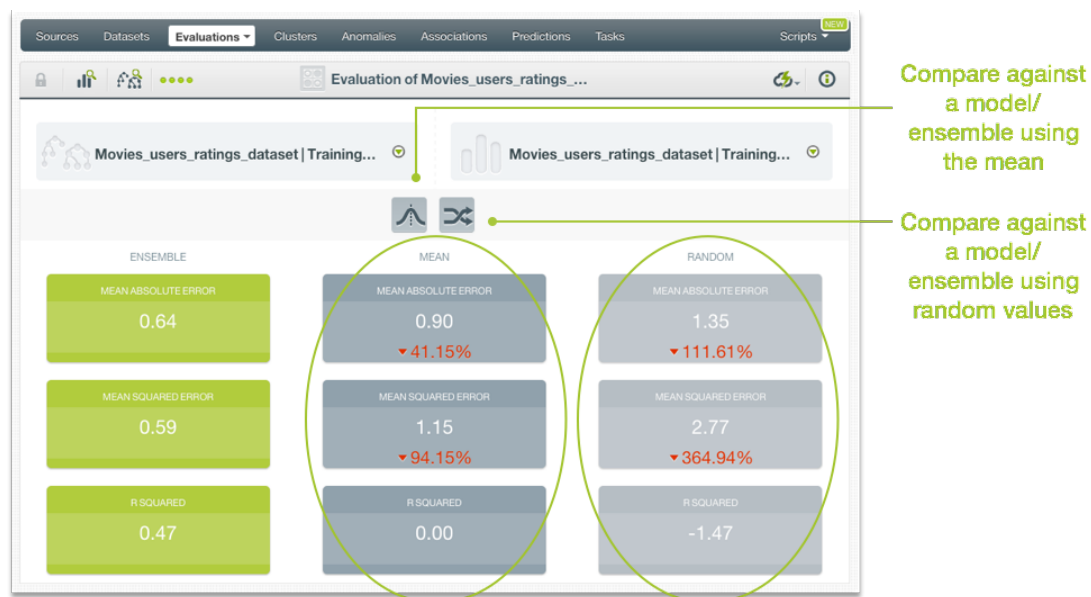 NEW
Sources Datasets Evaluations Clusters Anomalies Associations Predictions Tasks Scripts
Evaluation of Movies_users_ratings_...
Movies_users_ratings_dataset | Training... Movies_users_ratings_dataset | Training...
Compare against
a model/
ensemble using
the mean
Compare against
a model/
ensemble using
random values
ENSEMBLE MEAN RANDOM
MEAN ABSOLUTE ERROR MEAN ABSOLUTE ERROR MEAN ABSOLUTE ERROR
0.64 0.90 1.35
41.15% 111.61%
MEAN SQUARED ERROR MEAN SQUARED ERROR MEAN SQUARED ERROR
0.59 1.15 2.77
94.15% 364.94%
R SQUARED R SQUARED R SQUARED
0.47 0.00 -1.47